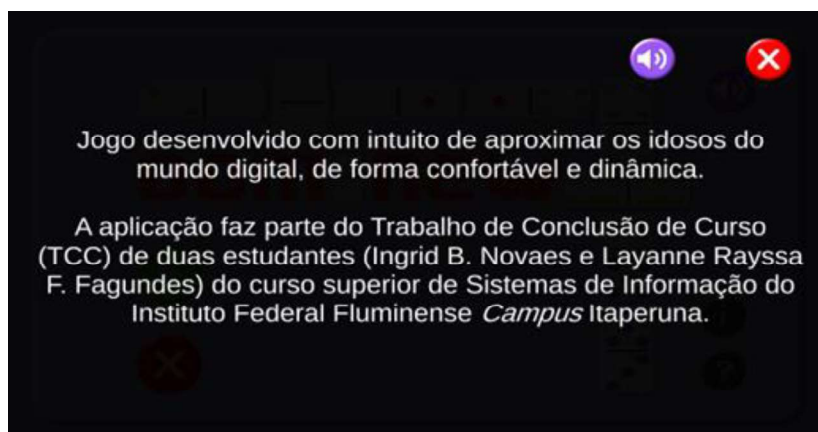 Jogo desenvolvido com intuito de aproximar os idosos do
mundo digital, de forma confortável e dinâmica.
A aplicação faz parte do Trabalho de Conclusão de Curso
(TCC) de duas estudantes (Ingrid B. Novaes e Layanne Rayssa
F. Fagundes) do curso superior de Sistemas de Informação do
Instituto Federal Fluminense Campus Itaperuna.